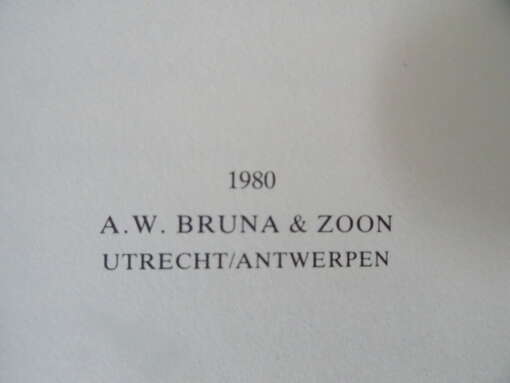 1980
A.W. BRUNA & ZOON
UTRECHT/ANTWERPEN